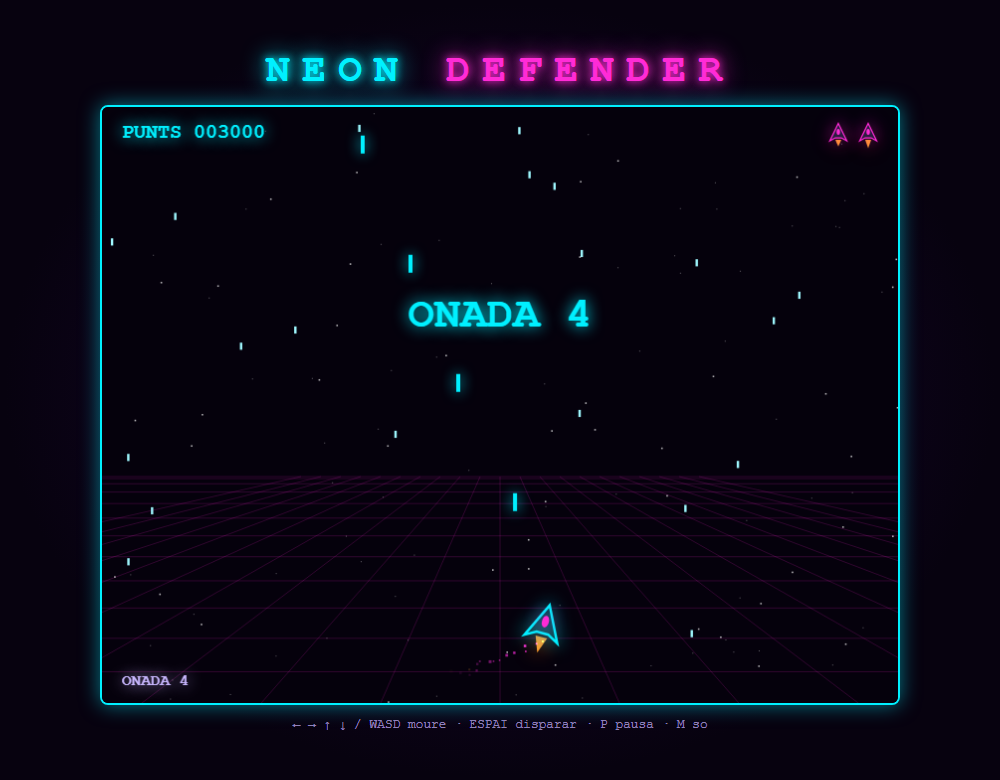 NEON DEFENDER
PUNTS 003000
ONADA 4
ONADA 4
← → ↑ ↓ / WASD moure · ESPAI disparar · P pausa · M so